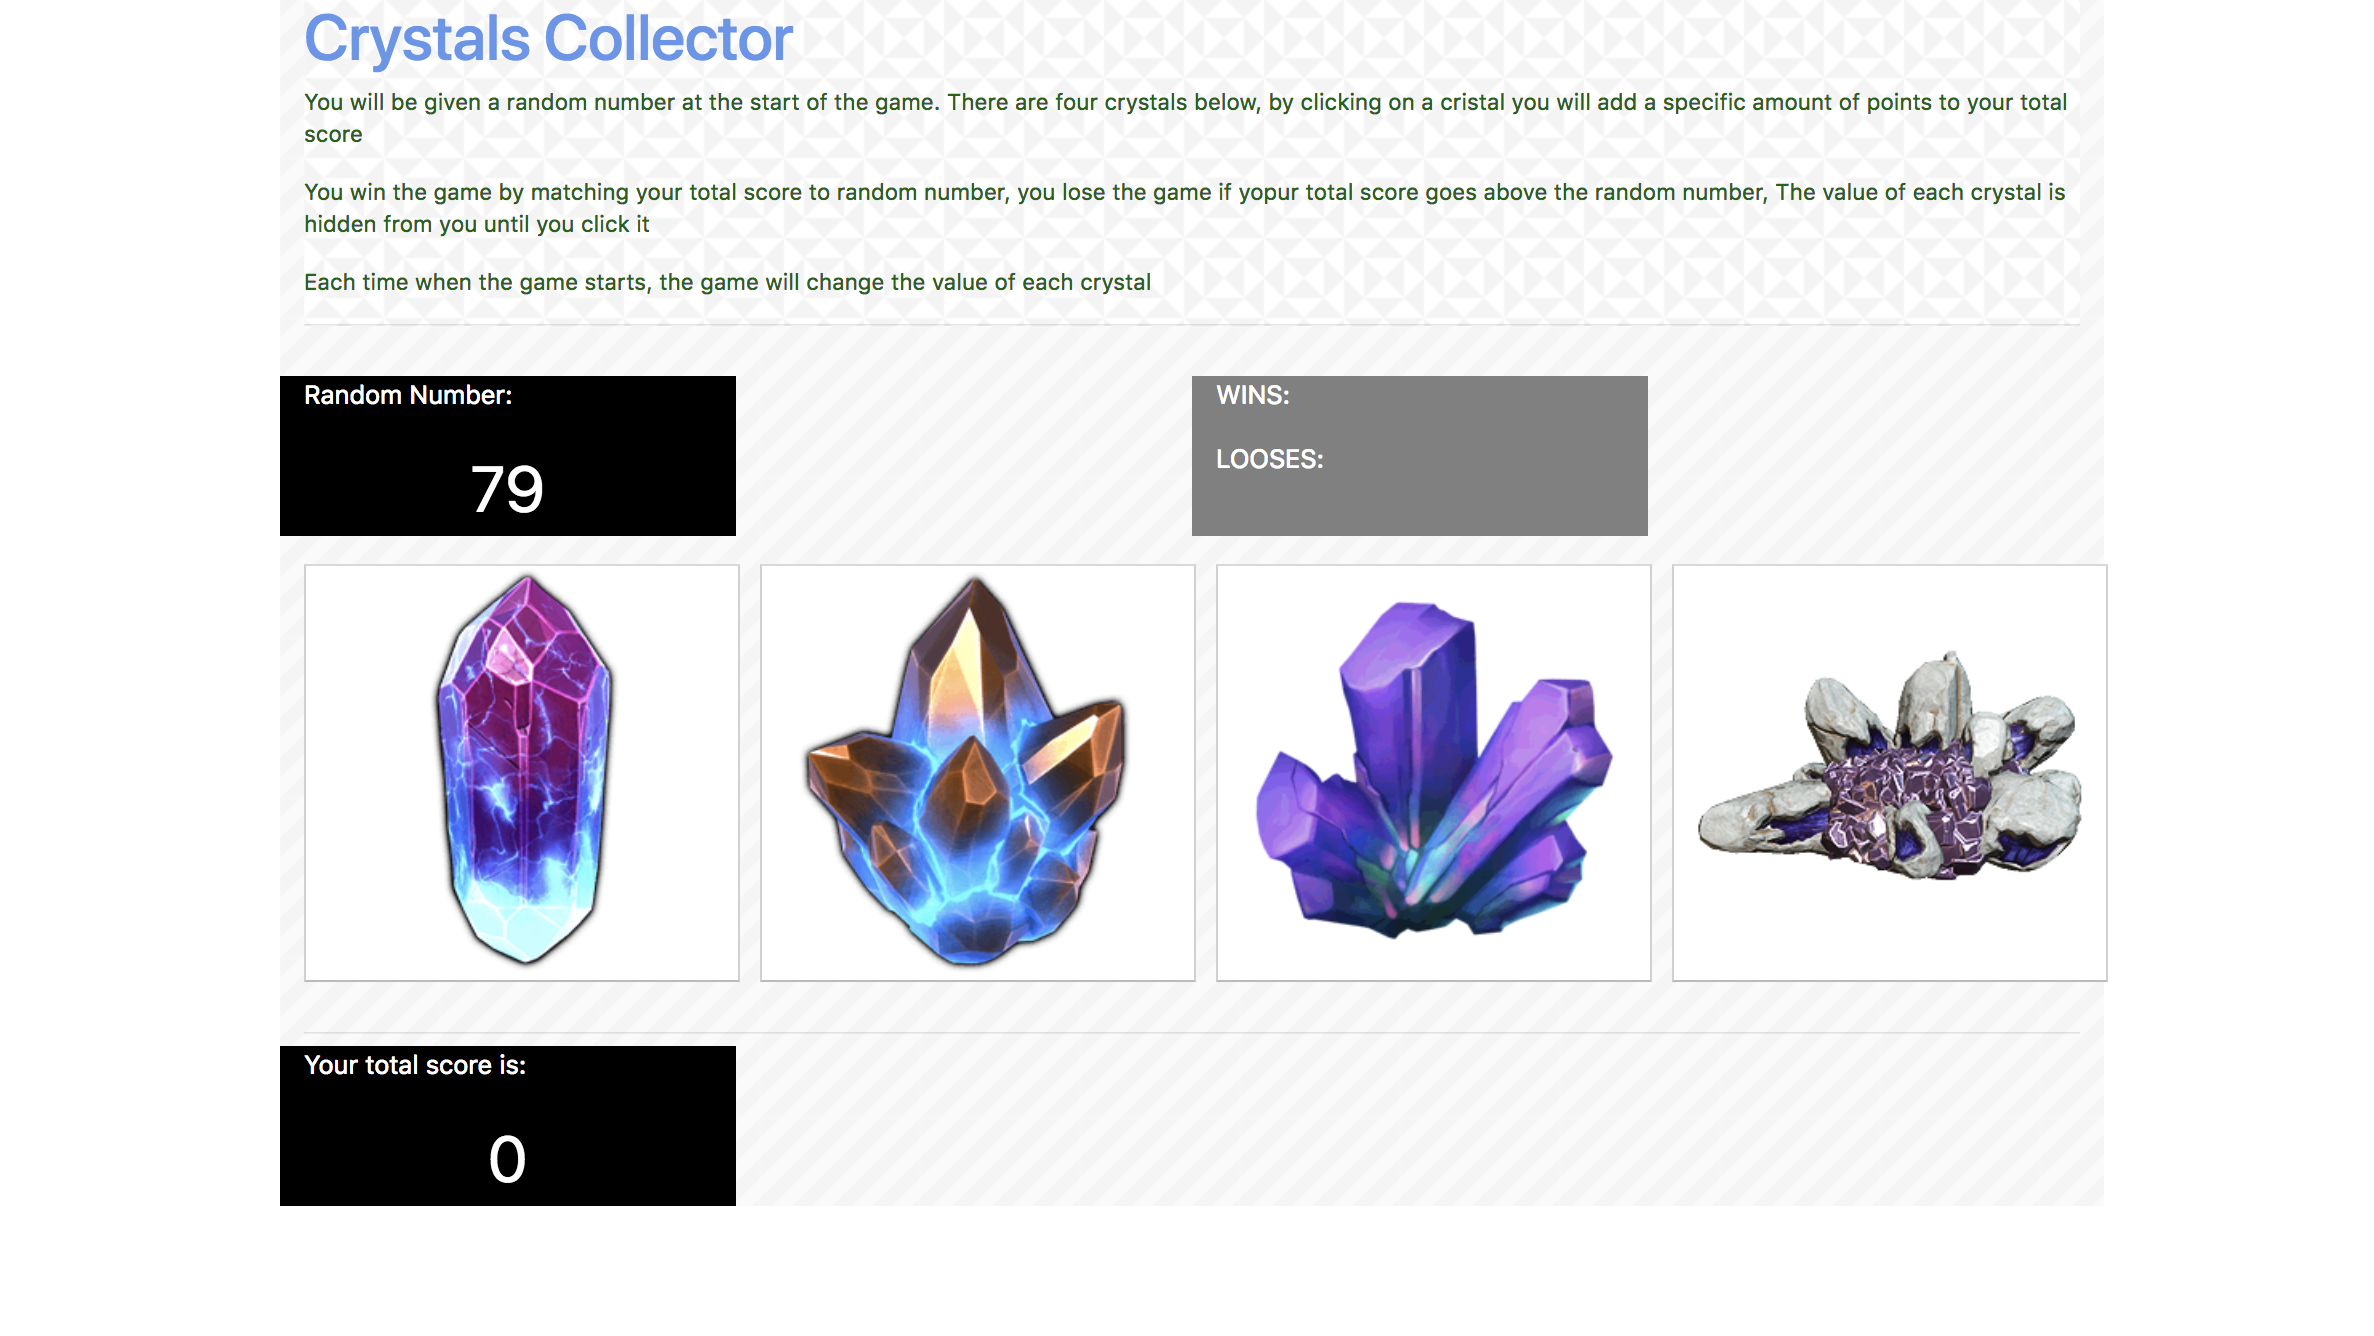 Crystals Collector
You will be given a random number at the start of the game. There are four crystals below, by clicking on a cristal you will add a specific amount of points to your total
score
You win the game by matching your total score to random number, you lose the game if yopur total score goes above the random number, The value of each crystal is
hidden from you until you click it
Each time when the game starts, the game will change the value of each crystal
Random Number:
79
WINS:
LOOSES:
Your total score is:
0